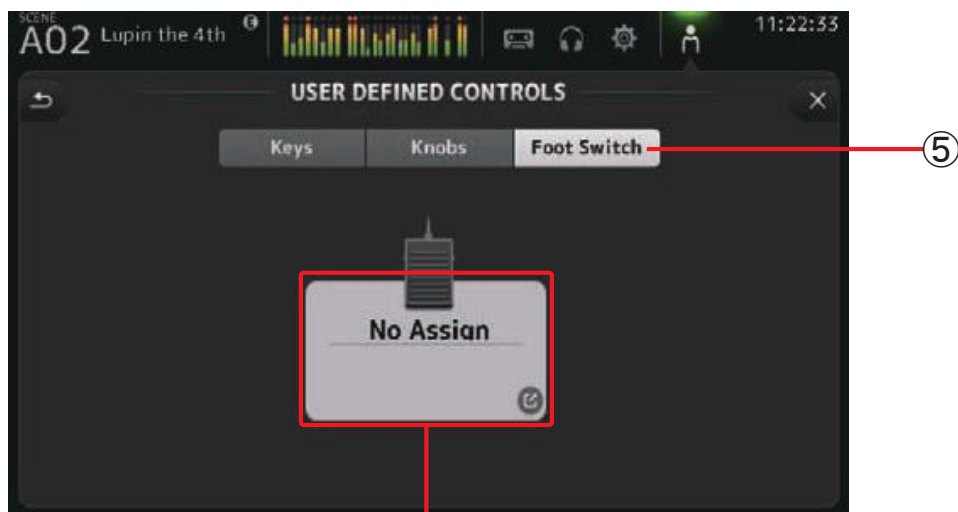 SCENE
A02 Lupin the 4th E
11:22:33
USER DEFINED CONTROLS
Keys Knobs Foot Switch
⑤
No Assign